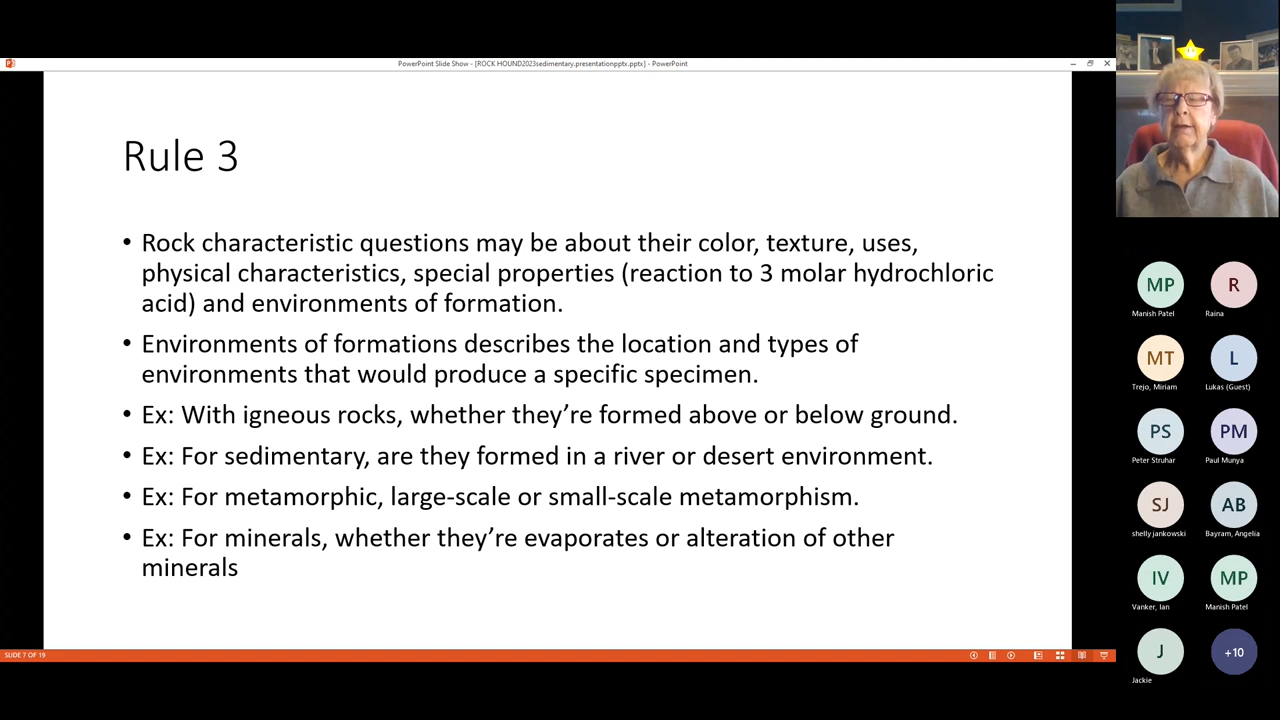 PowerPoint Slide Show - [ROCK HOUND2023sedimentary.presentationpptx.pptx] - PowerPoint
Rule 3
• Rock characteristic questions may be about their color, texture, uses,
physical characteristics, special properties (reaction to 3 molar hydrochloric
acid) and environments of formation.
• Environments of formations describes the location and types of
environments that would produce a specific specimen.
• Ex: With igneous rocks, whether they’re formed above or below ground.
• Ex: For sedimentary, are they formed in a river or desert environment.
• Ex: For metamorphic, large-scale or small-scale metamorphism.
• Ex: For minerals, whether they’re evaporates or alteration of other
minerals
SLIDE 7 OF 19
MP
Manish Patel
R
Raina
MT
Trejo, Miriam
L
Lukas (Guest)
PS
Peter Struhar
PM
Paul Munya
SJ
shelly jankowski
AB
Bayram, Angelia
IV
Vanker, Ian
MP
Manish Patel
J
Jackie
+10